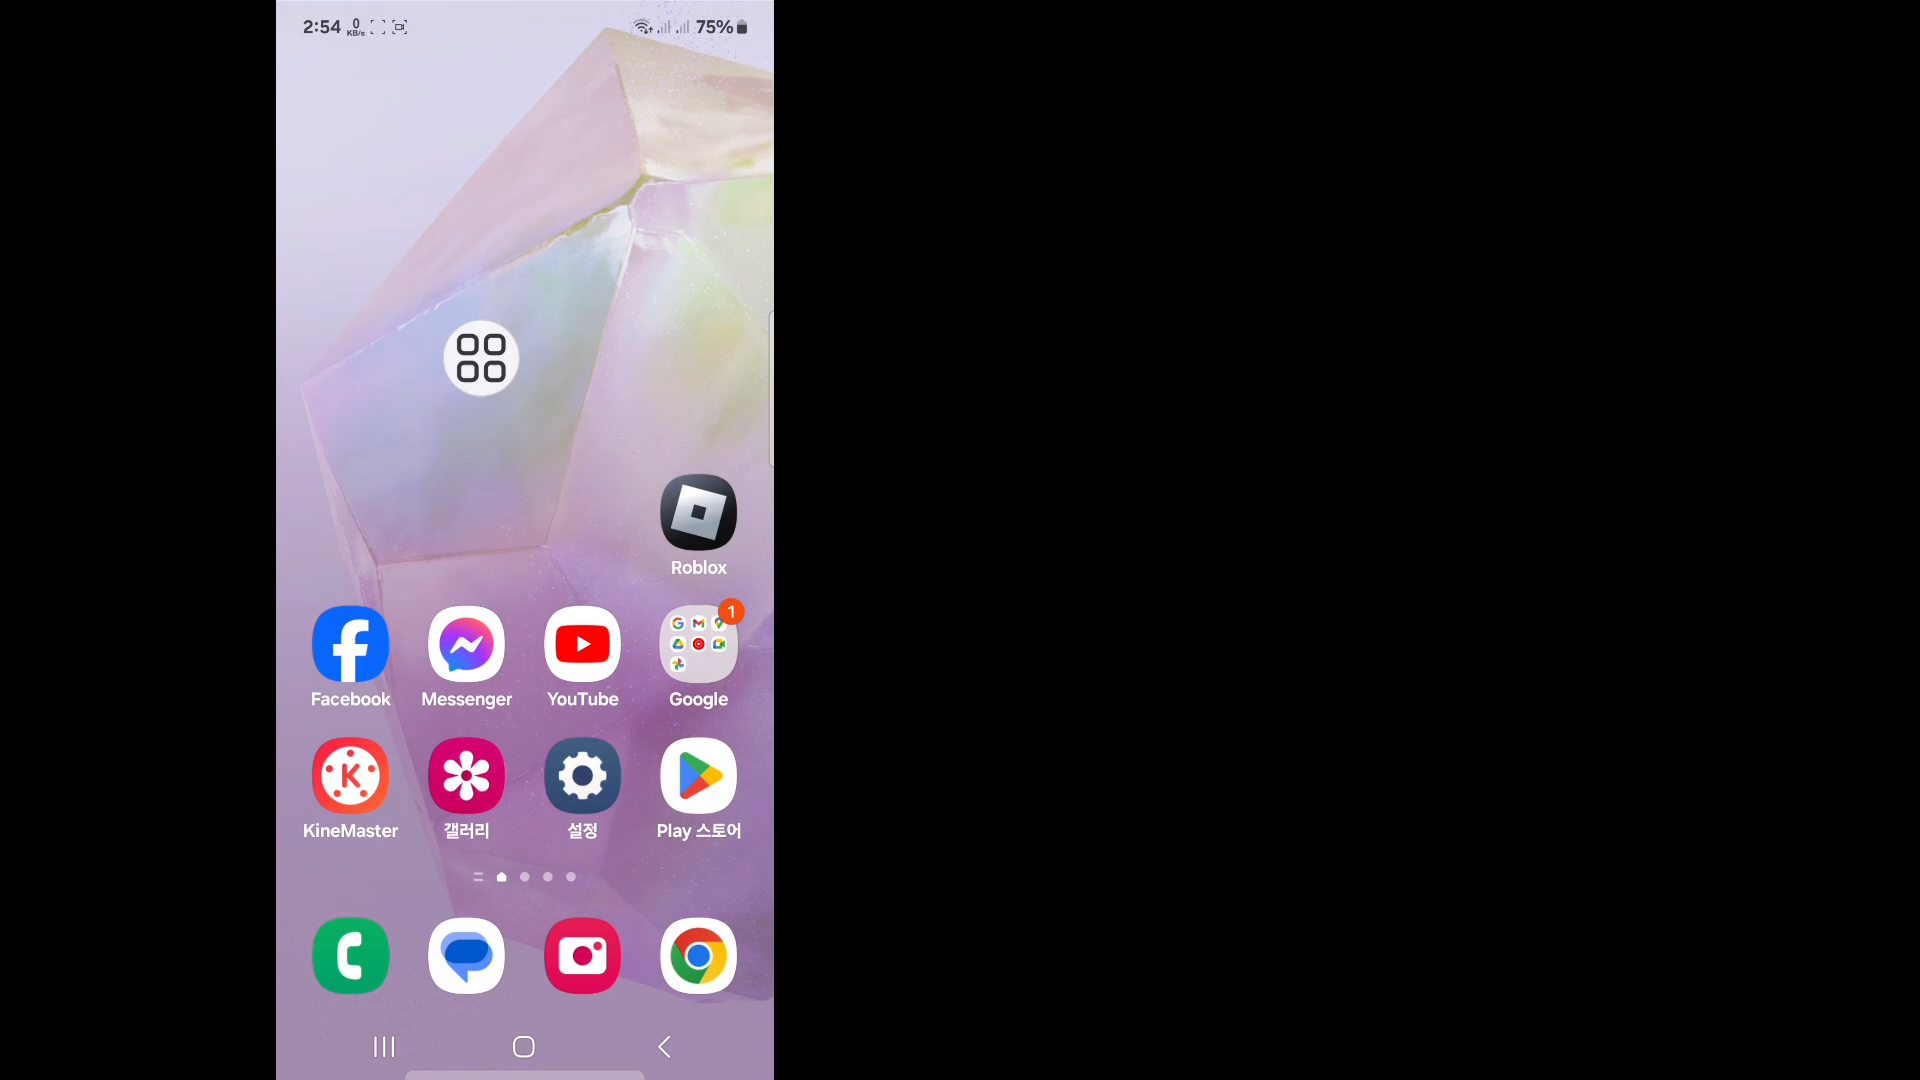 2:54 0 KB/s 75%
Roblox
1
Facebook Messenger YouTube Google
KineMaster 갤러리 설정 Play 스토어